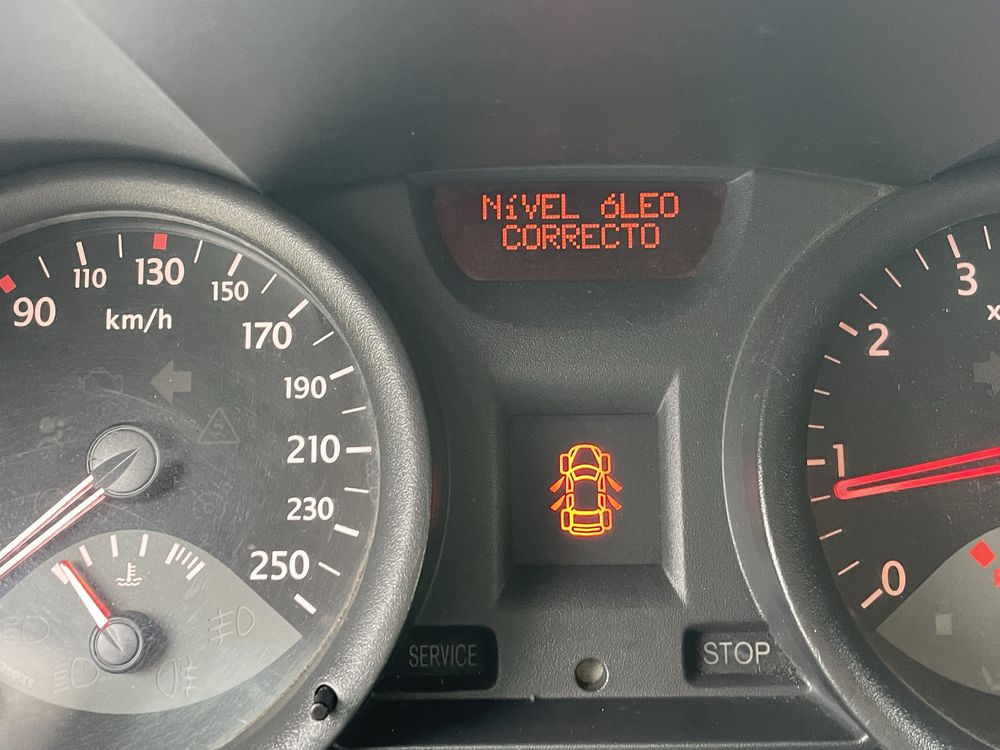 NíVEL óLEO
CORRECTO
90
110
130
150
170
190
210
230
250
km/h
3
2
1
0
SERVICE
STOP